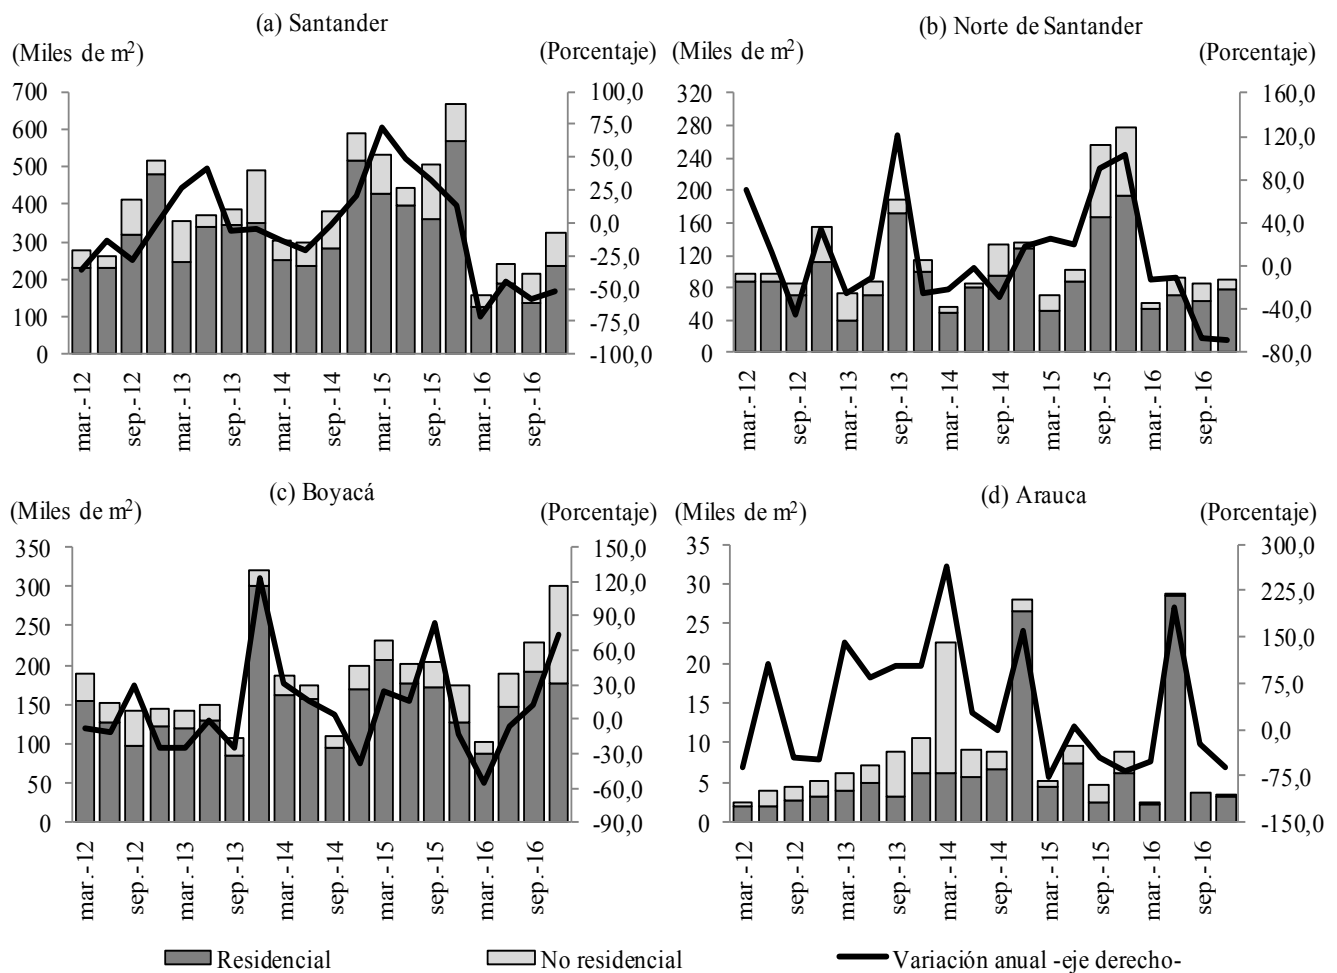 (a) Santander
(Miles de m²)
(Porcentaje)
700
600
500
400
300
200
100
0
100,0
75,0
50,0
25,0
0,0
-25,0
-50,0
-75,0
-100,0
mar.- 12
sep.- 12
mar.- 13
sep.- 13
mar.- 14
sep.- 14
mar.- 15
sep.- 15
mar.- 16
sep.- 16
(b) Norte de Santander
(Miles de m²)
(Porcentaje)
320
280
240
200
160
120
80
40
0
160,0
120,0
80,0
40,0
0,0
-40,0
-80,0
mar.- 12
sep.- 12
mar.- 13
sep.- 13
mar.- 14
sep.- 14
mar.- 15
sep.- 15
mar.- 16
sep.- 16
(c) Boyacá
(Miles de m²)
(Porcentaje)
350
300
250
200
150
100
50
0
150,0
120,0
90,0
60,0
30,0
0,0
-30,0
-60,0
-90,0
mar.- 12
sep.- 12
mar.- 13
sep.- 13
mar.- 14
sep.- 14
mar.- 15
sep.- 15
mar.- 16
sep.- 16
(d) Arauca
(Miles de m²)
(Porcentaje)
35
30
25
20
15
10
5
0
300,0
225,0
150,0
75,0
0,0
-75,0
-150,0
mar.- 12
sep.- 12
mar.- 13
sep.- 13
mar.- 14
sep.- 14
mar.- 15
sep.- 15
mar.- 16
sep.- 16
Residencial
No residencial
Variación anual -eje derecho-